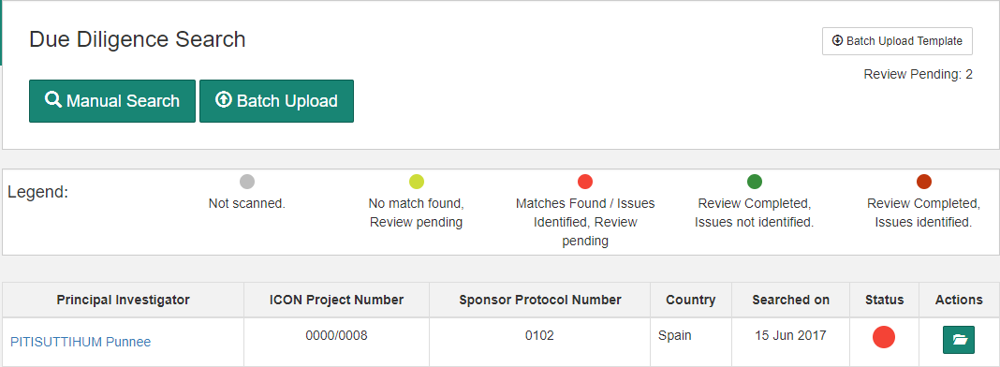 Due Diligence Search
Batch Upload Template
Review Pending: 2
Manual Search
Batch Upload
Legend:
Not scanned.
No match found,
Review pending
Matches Found / Issues
Identified, Review
pending
Review Completed,
Issues not identified.
Review Completed,
Issues identified.
Principal Investigator ICON Project Number Sponsor Protocol Number Country Searched on Status Actions
PITISUTTIHUM Punnee 0000/0008 0102 Spain 15 Jun 2017